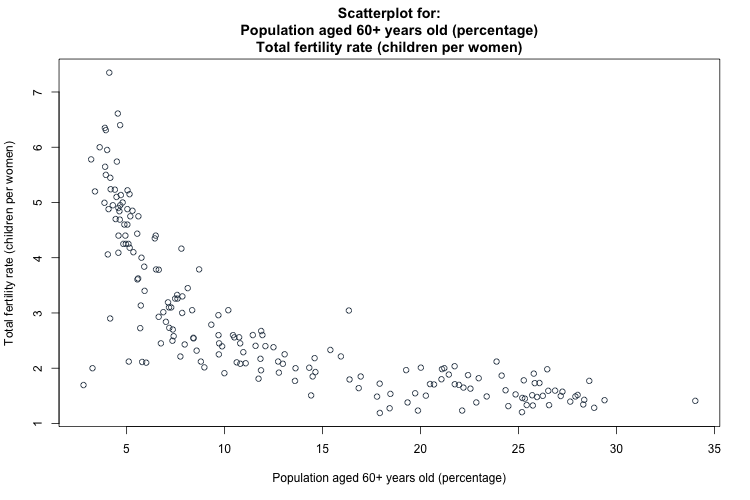 Scatterplot for:
Population aged 60+ years old (percentage)
Total fertility rate (children per women)
Total fertility rate (children per women)
7
6
5
4
3
2
1
5 10 15 20 25 30 35
Population aged 60+ years old (percentage)